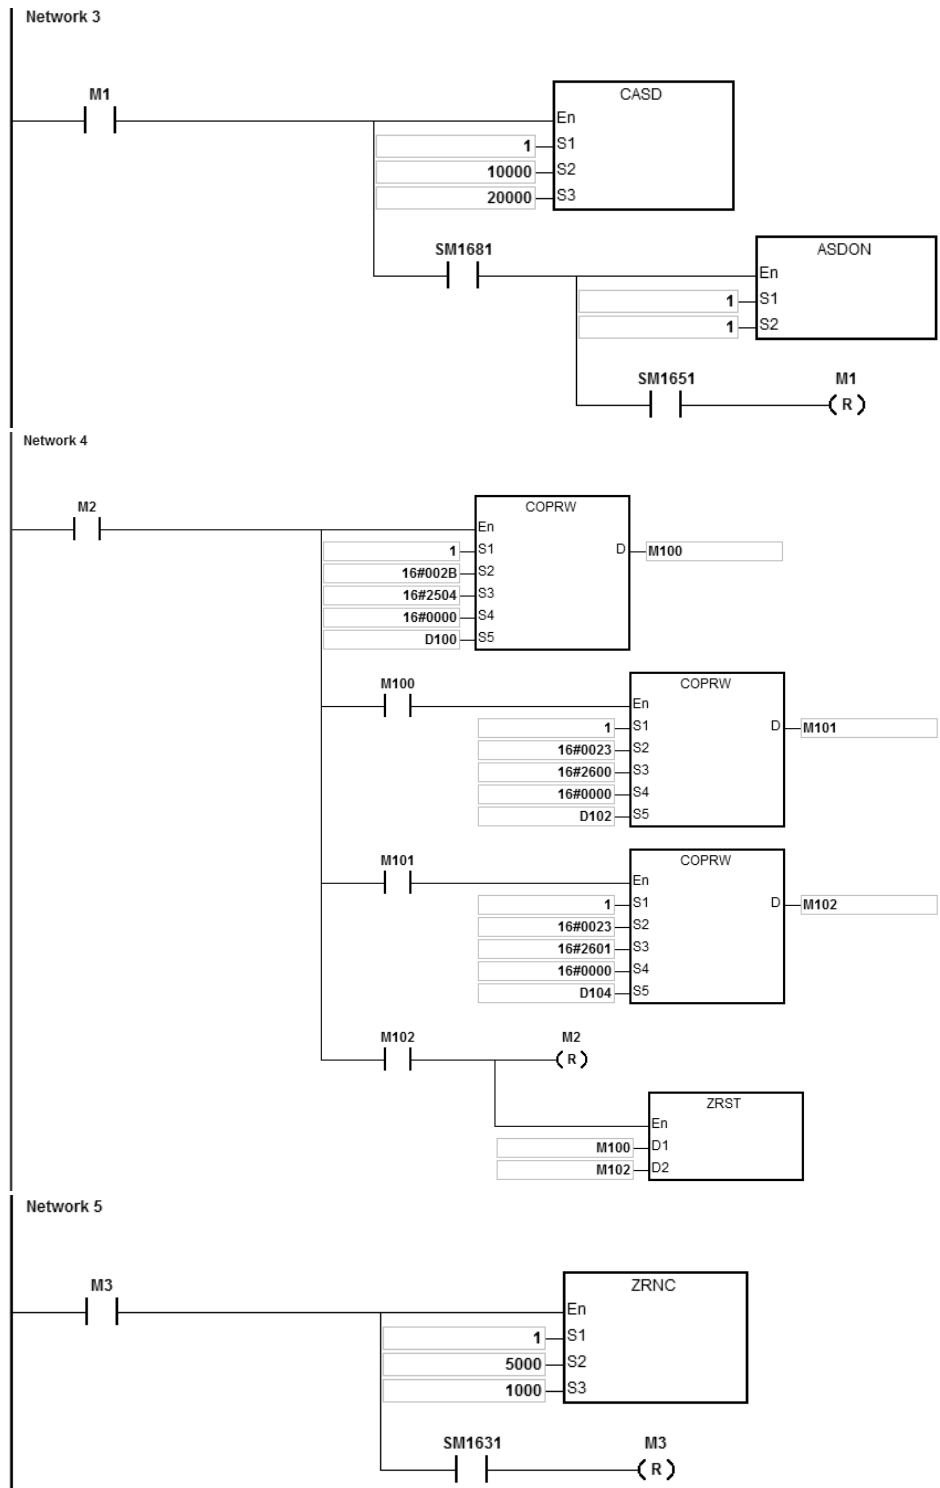 Network 3
M1
CASD
En
1 S1
10000 S2
20000 S3
SM1681
ASDON
En
1 S1
1 S2
SM1651 M1
R
Network 4
M2
COPRW
En
1 S1 D M100
16#002B S2
16#2504 S3
16#0000 S4
D100 S5
M100
COPRW
En
1 S1 D M101
16#0023 S2
16#2600 S3
16#0000 S4
D102 S5
M101
COPRW
En
1 S1 D M102
16#0023 S2
16#2601 S3
16#0000 S4
D104 S5
M102 M2
R
ZRST
En
M100 D1
M102 D2
Network 5
M3
ZRNC
En
1 S1
5000 S2
1000 S3
SM1631 M3
R